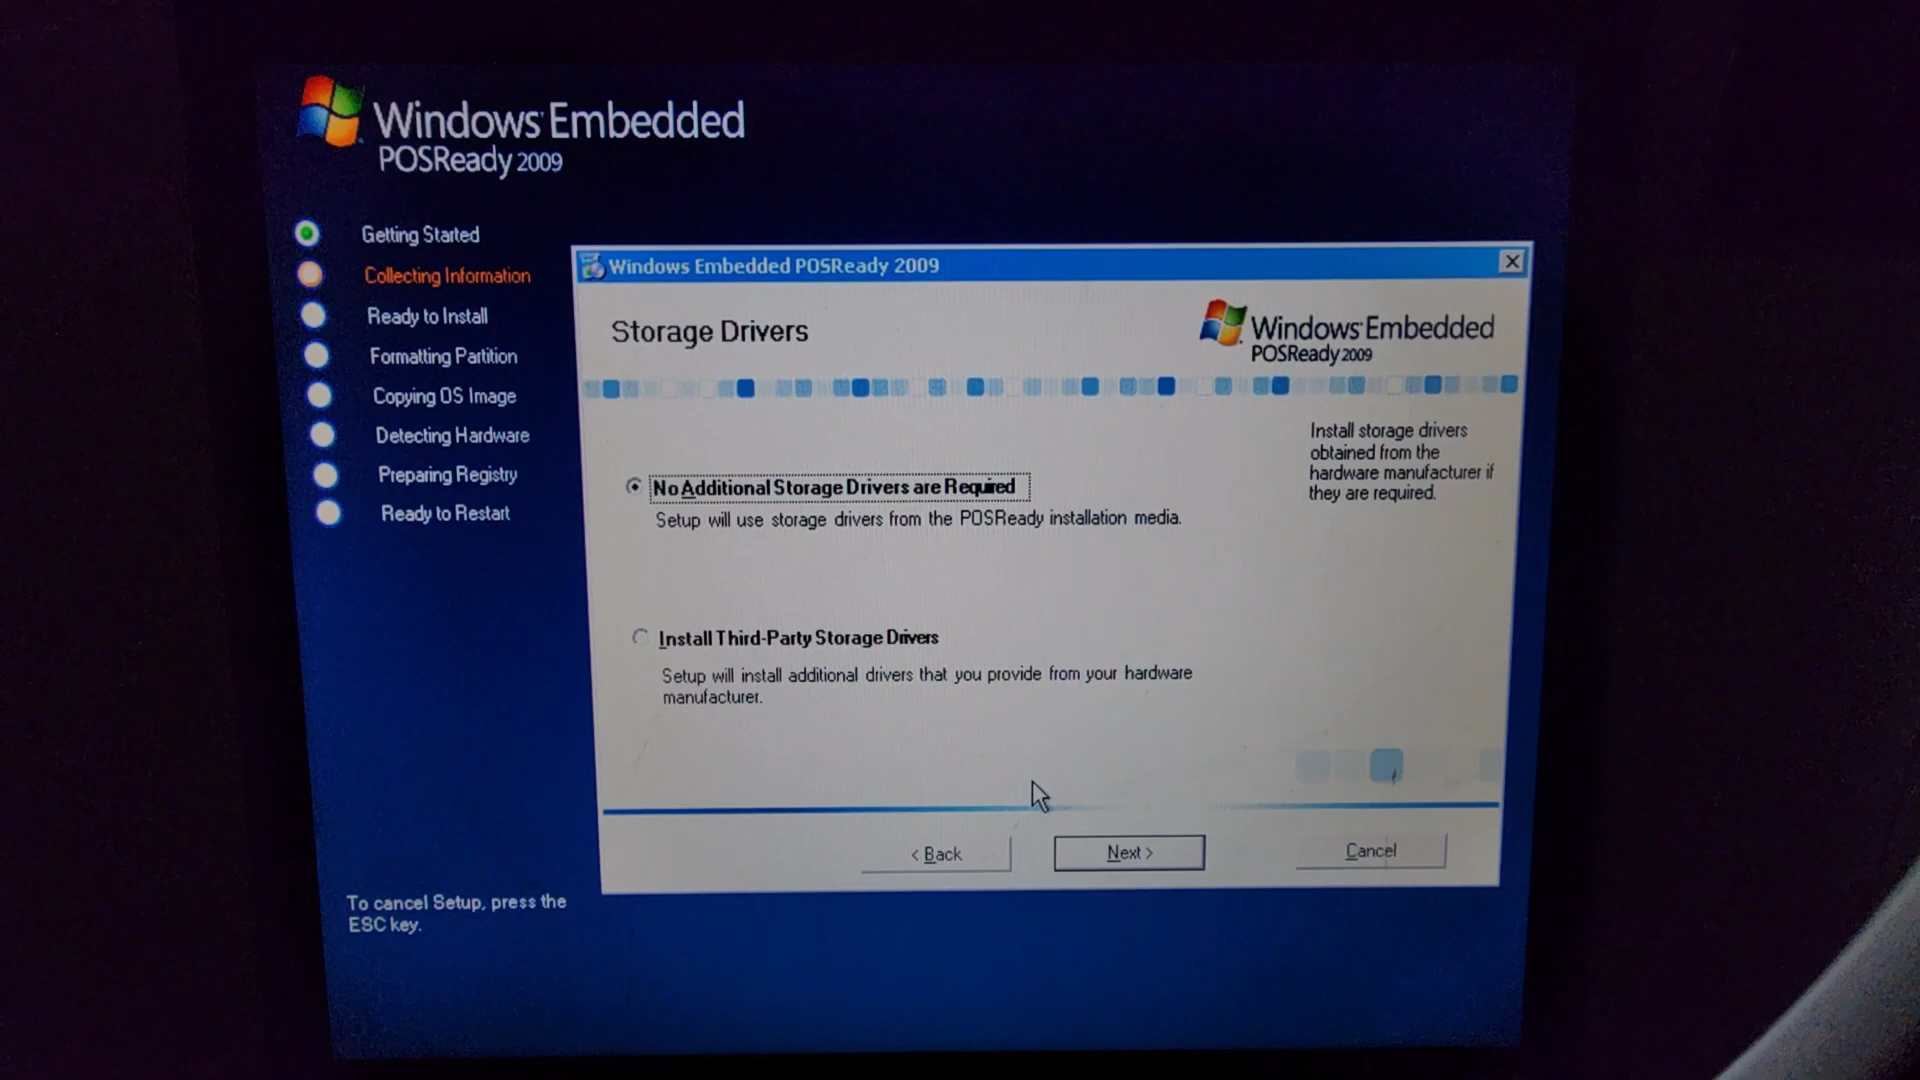 Windows Embedded
POSReady 2009
Getting Started
Collecting Information
Ready to Install
Formatting Partition
Copying OS Image
Detecting Hardware
Preparing Registry
Ready to Restart
To cancel Setup, press the
ESC key.
Windows Embedded POSReady 2009
Storage Drivers
Windows Embedded
POSReady 2009
No Additional Storage Drivers are Required
Setup will use storage drivers from the POSReady installation media.
Install Third-Party Storage Drivers
Setup will install additional drivers that you provide from your hardware
manufacturer.
Install storage drivers
obtained from the
hardware manufacturer if
they are required.
< Back
Next >
Cancel